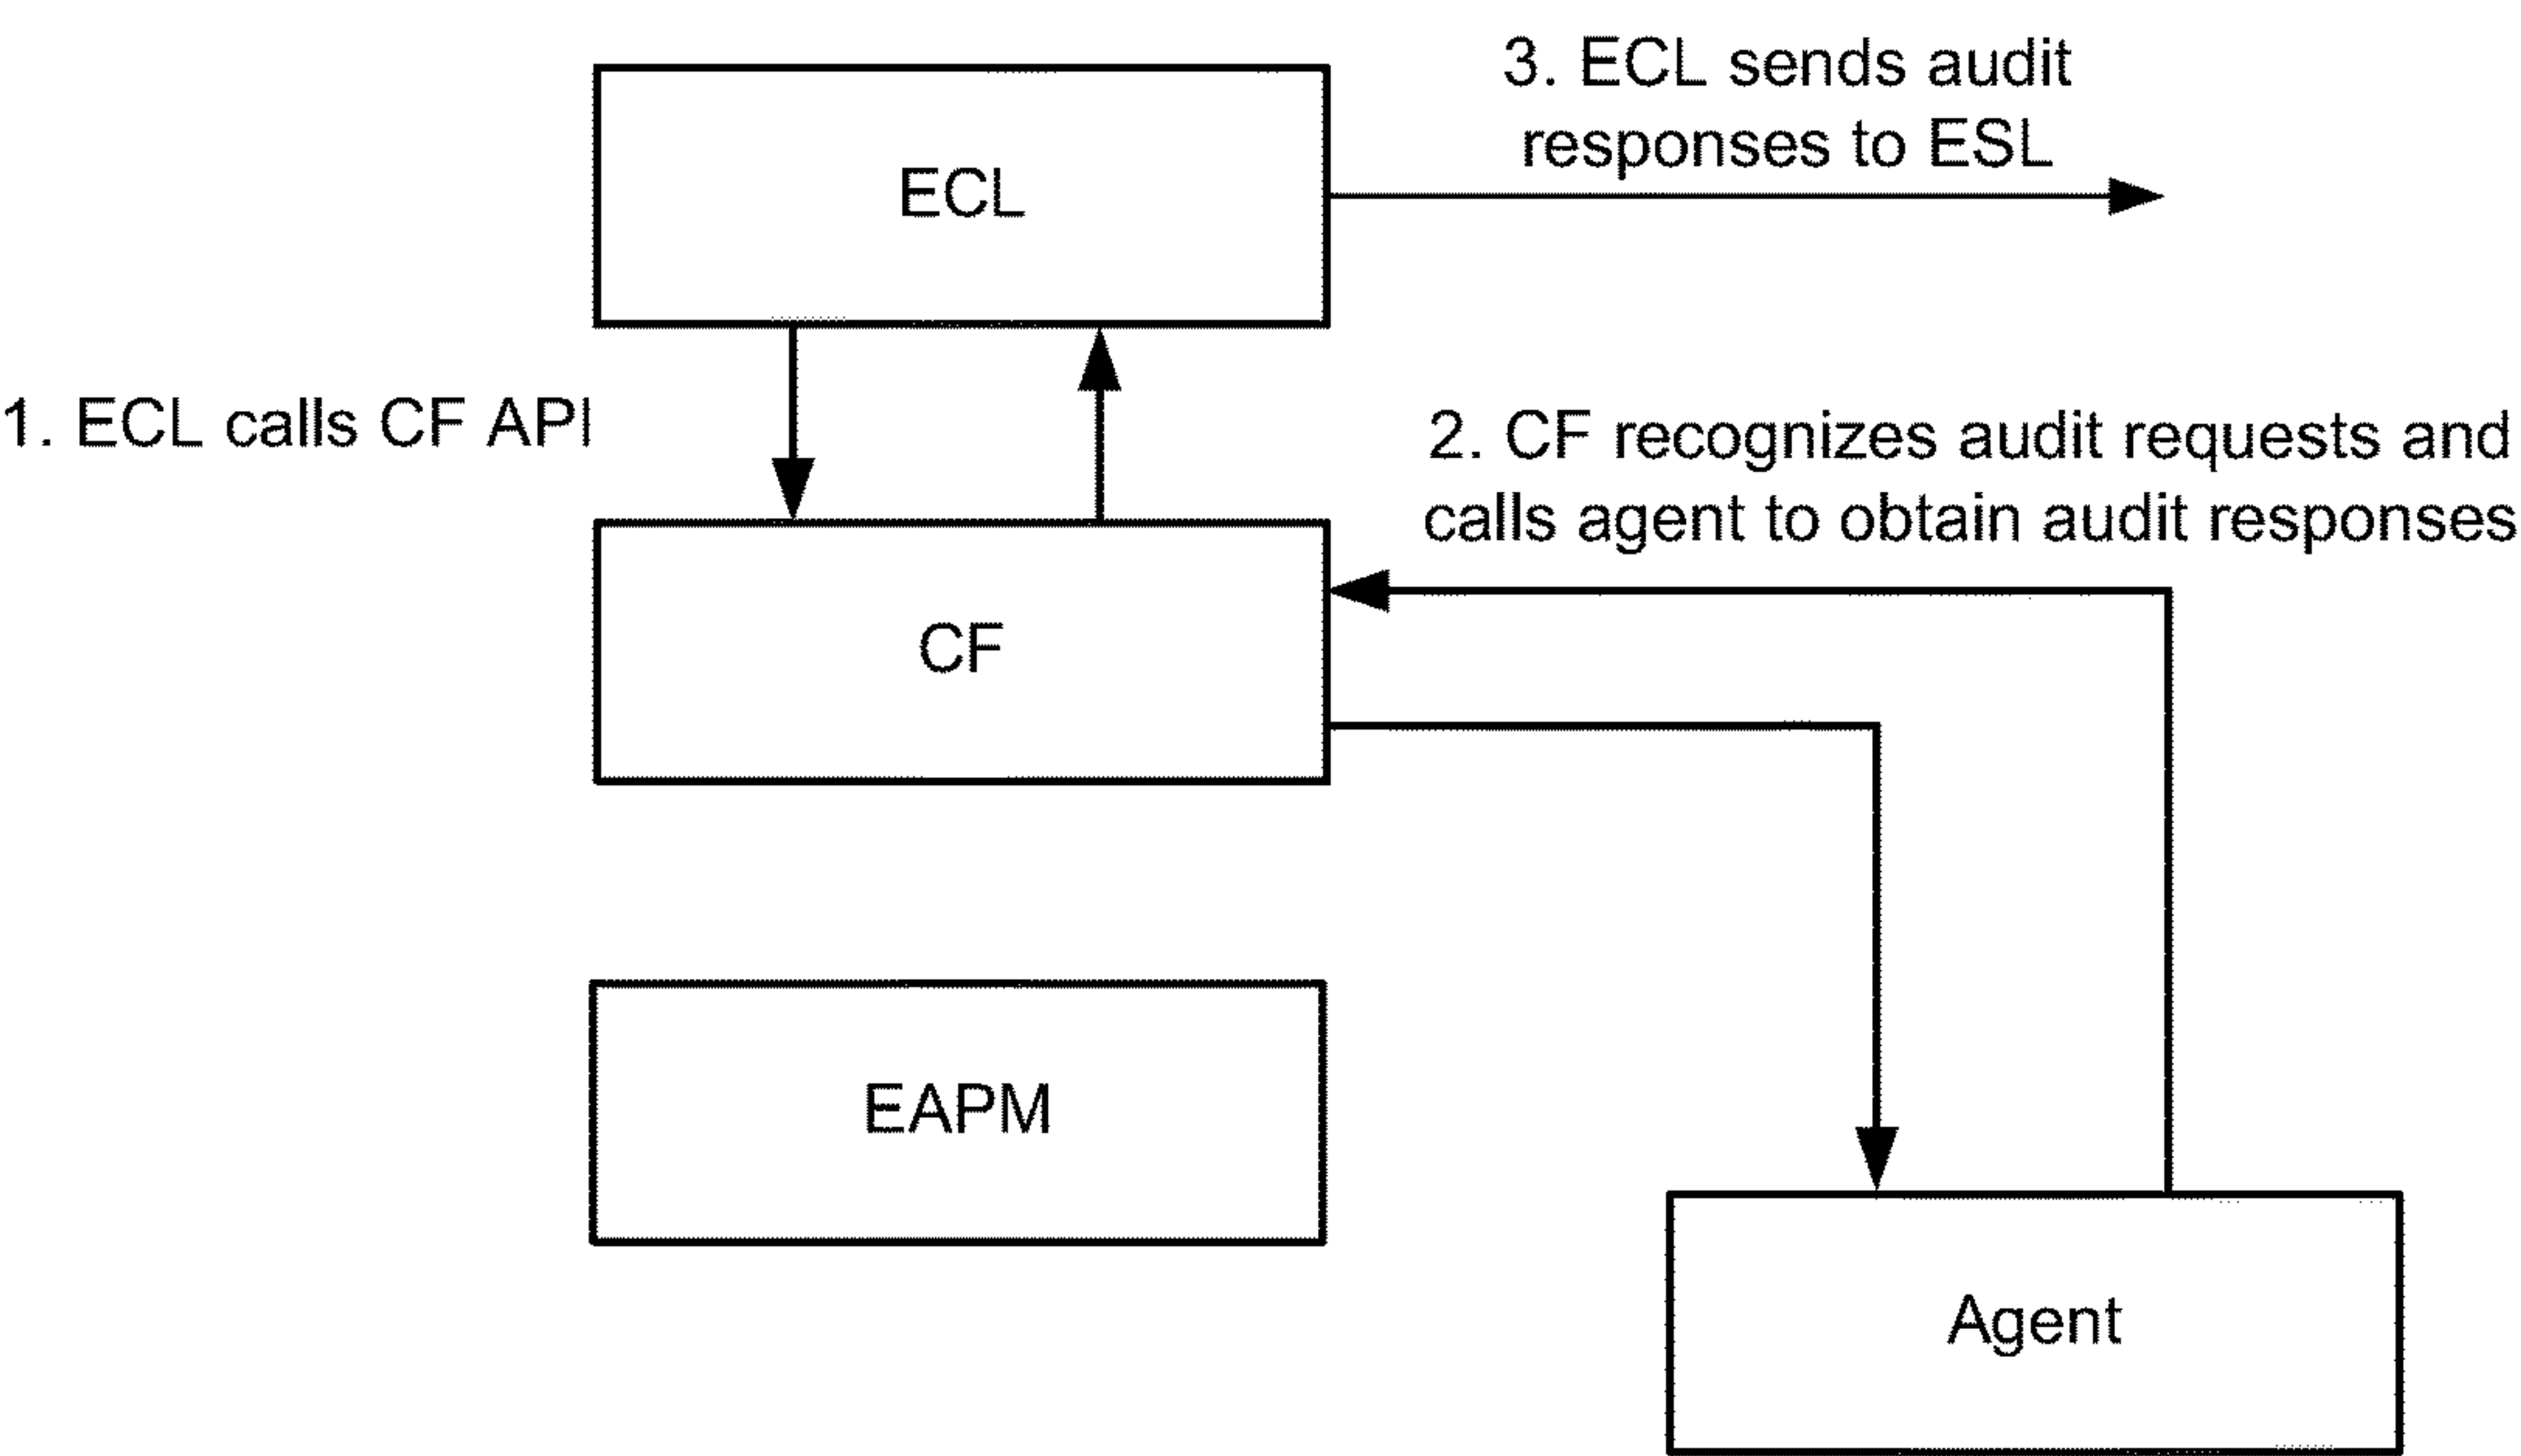 3. ECL sends audit
responses to ESL
ECL
1. ECL calls CF API
2. CF recognizes audit requests and
calls agent to obtain audit responses
CF
EAPM
Agent